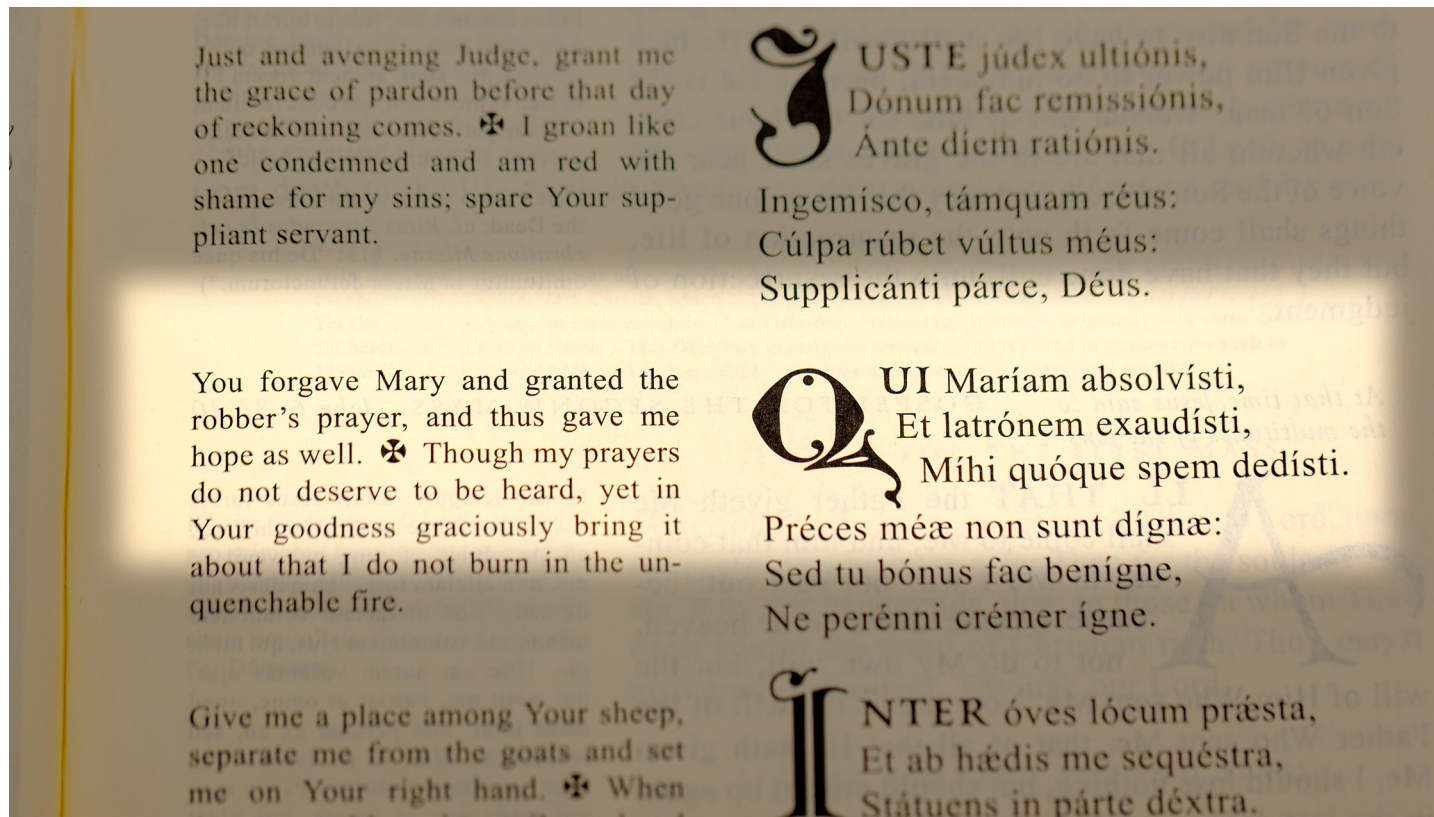 Just and avenging Judge, grant me
the grace of pardon before that day
of reckoning comes. ✠ I groan like
one condemned and am red with
shame for my sins; spare Your sup-
pliant servant.
JUSTE júdex ultiónis,
Dónum fac remissiónis,
Ánte díem ratiónis.
Ingemísco, támquam réus:
Cúlpa rúbet vúltus méus:
Supplicánti párce, Déus.
You forgave Mary and granted the
robber's prayer, and thus gave me
hope as well. ✠ Though my prayers
do not deserve to be heard, yet in
Your goodness graciously bring it
about that I do not burn in the un-
quenchable fire.
QUI Maríam absolvísti,
Et latrónem exaudísti,
Míhi quóque spem dedísti.
Préces méæ non sunt dígnæ:
Sed tu bónus fac benígne,
Ne perénni crémer ígne.
Give me a place among Your sheep,
separate me from the goats and set
me on Your right hand. ✠ When
INTER óves lócum prǽsta,
Et ab hǽdis me sequéstra,
Státuens in párte déxtra.